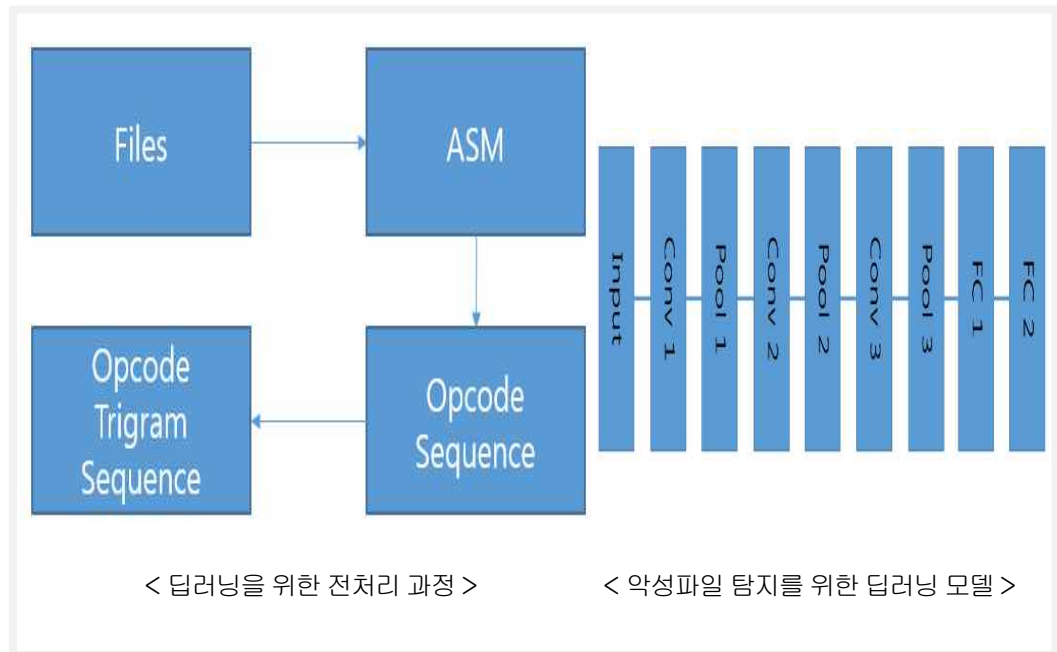 Files
ASM
Opcode
Trigram
Sequence
Opcode
Sequence
Input
Conv 1
Pool 1
Conv 2
Pool 2
Conv 3
Pool 3
FC 1
FC 2
< 딥러닝을 위한 전처리 과정 >
< 악성파일 탐지를 위한 딥러닝 모델 >